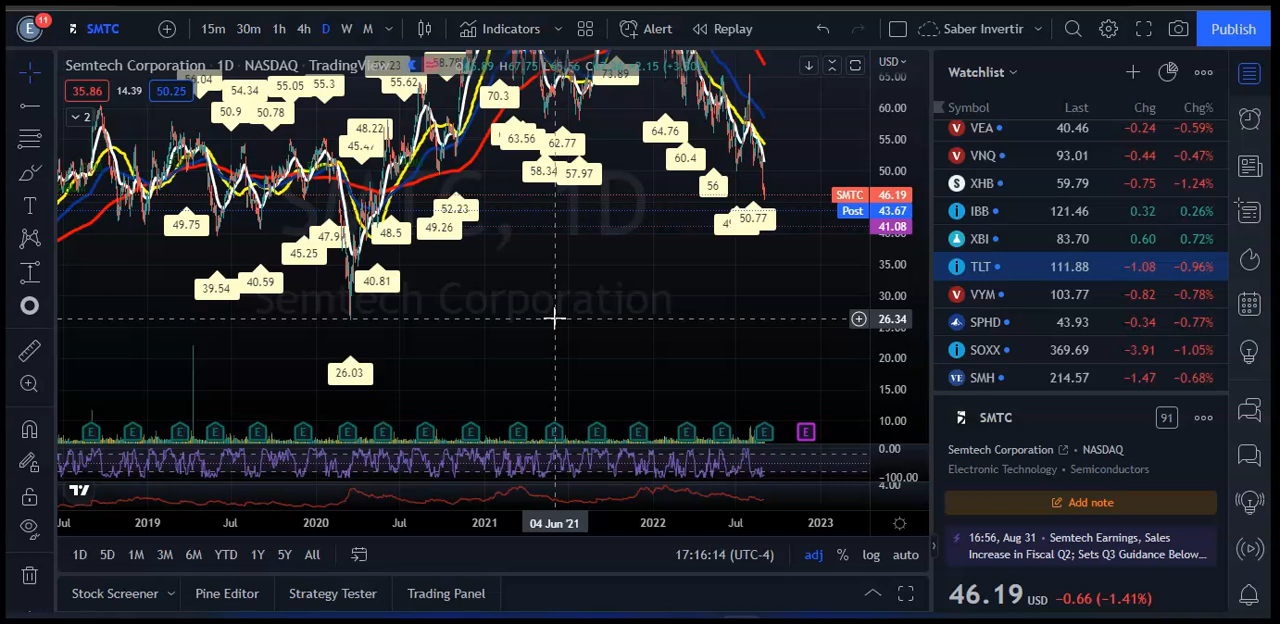 E 11 SMTC 15m 30m 1h 4h D W M Indicators Alert Replay Saber Invertir Publish
Semtech Corporation 1D NASDAQ TradingView
35.86 14.39 50.25
2
USD
65.00
60.00
55.00
50.00
35.00
30.00
20.00
15.00
10.00
SMTC 46.19
Post 43.67
41.08
26.34
54.34 55.05 55.3 55.62
50.9 50.78 48.22 70.3 73.89
63.56 62.77 64.76
58.34 57.97 60.4
56
49.75 52.23 50.77
45.25 48.5 49.26
39.54 40.59 40.81
SMTC, 1D
Semtech Corporation
26.03
E E E E E E E E E E E E E E E E E E
0.00
-100.00
4.00
Jul 2019 Jul 2020 Jul 2021 04 Jun '21 2022 Jul 2023
1D 5D 1M 3M 6M YTD 1Y 5Y All 17:16:14 (UTC-4) adj % log auto
Stock Screener Pine Editor Strategy Tester Trading Panel
Watchlist
Symbol Last Chg Chg%
VEA 40.46 −0.24 −0.59%
VNQ 93.01 −0.44 −0.47%
XHB 59.79 −0.75 −1.24%
IBB 121.46 0.32 0.26%
XBI 83.70 0.60 0.72%
TLT 111.88 −1.08 −0.96%
VYM 103.77 −0.82 −0.78%
SPHD 43.93 −0.34 −0.77%
SOXX 369.69 −3.91 −1.05%
SMH 214.57 −1.47 −0.68%
SMTC 91
Semtech Corporation • NASDAQ
Electronic Technology • Semiconductors
Add note
16:56, Aug 31 • Semtech Earnings, Sales
Increase in Fiscal Q2; Sets Q3 Guidance Below...
46.19 USD −0.66 (−1.41%)